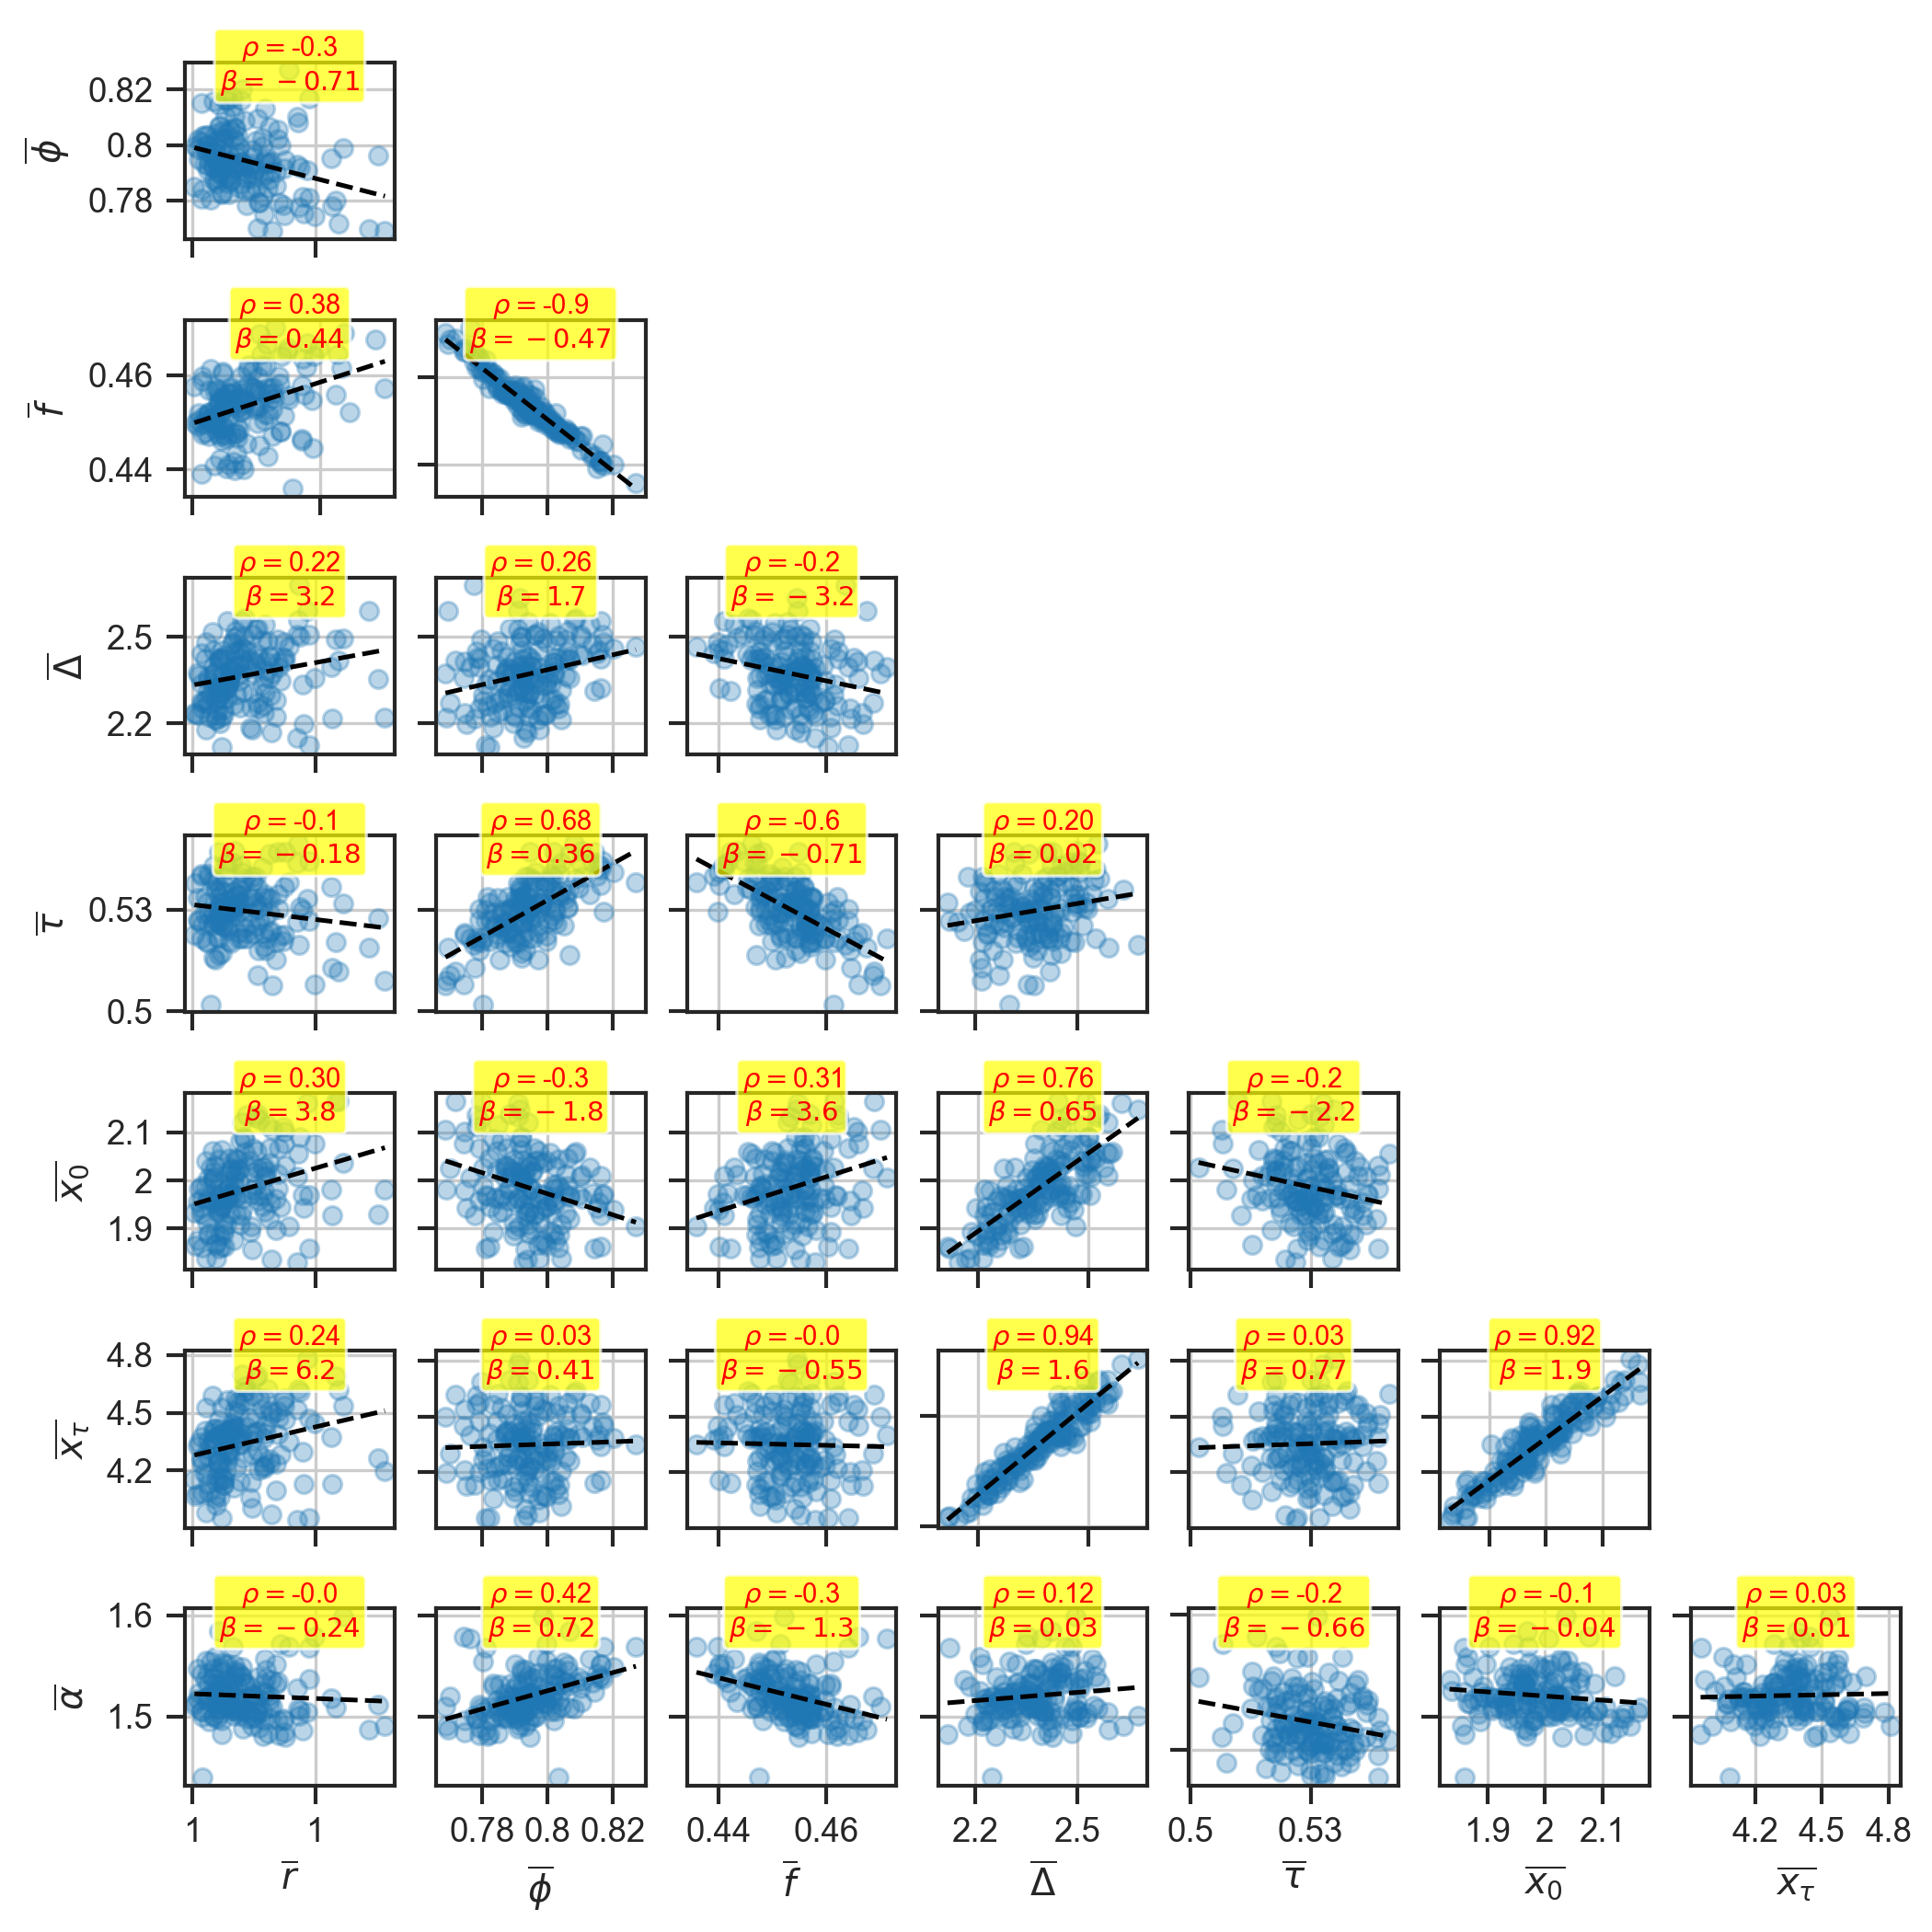 ρ = -0.3
β = −0.71
0.82
0.8
0.78
ϕ̅
ρ = 0.38
β = 0.44
ρ = -0.9
β = −0.47
0.46
0.44
f̅
ρ = 0.22
β = 3.2
ρ = 0.26
β = 1.7
ρ = -0.2
β = −3.2
2.5
2.2
Δ̅
ρ = -0.1
β = −0.18
ρ = 0.68
β = 0.36
ρ = -0.6
β = −0.71
ρ = 0.20
β = 0.02
0.53
0.5
τ̅
ρ = 0.30
β = 3.8
ρ = -0.3
β = −1.8
ρ = 0.31
β = 3.6
ρ = 0.76
β = 0.65
ρ = -0.2
β = −2.2
2.1
2
1.9
x̅₀
ρ = 0.24
β = 6.2
ρ = 0.03
β = 0.41
ρ = -0.0
β = −0.55
ρ = 0.94
β = 1.6
ρ = 0.03
β = 0.77
ρ = 0.92
β = 1.9
4.8
4.5
4.2
x̅_τ
ρ = -0.0
β = −0.24
ρ = 0.42
β = 0.72
ρ = -0.3
β = −1.3
ρ = 0.12
β = 0.03
ρ = -0.2
β = −0.66
ρ = -0.1
β = −0.04
ρ = 0.03
β = 0.01
1.6
1.5
α̅
1 1 0.78 0.8 0.82 0.44 0.46 2.2 2.5 0.5 0.53 1.9 2 2.1 4.2 4.5 4.8
r̅ ϕ̅ f̅ Δ̅ τ̅ x̅₀ x̅_τ